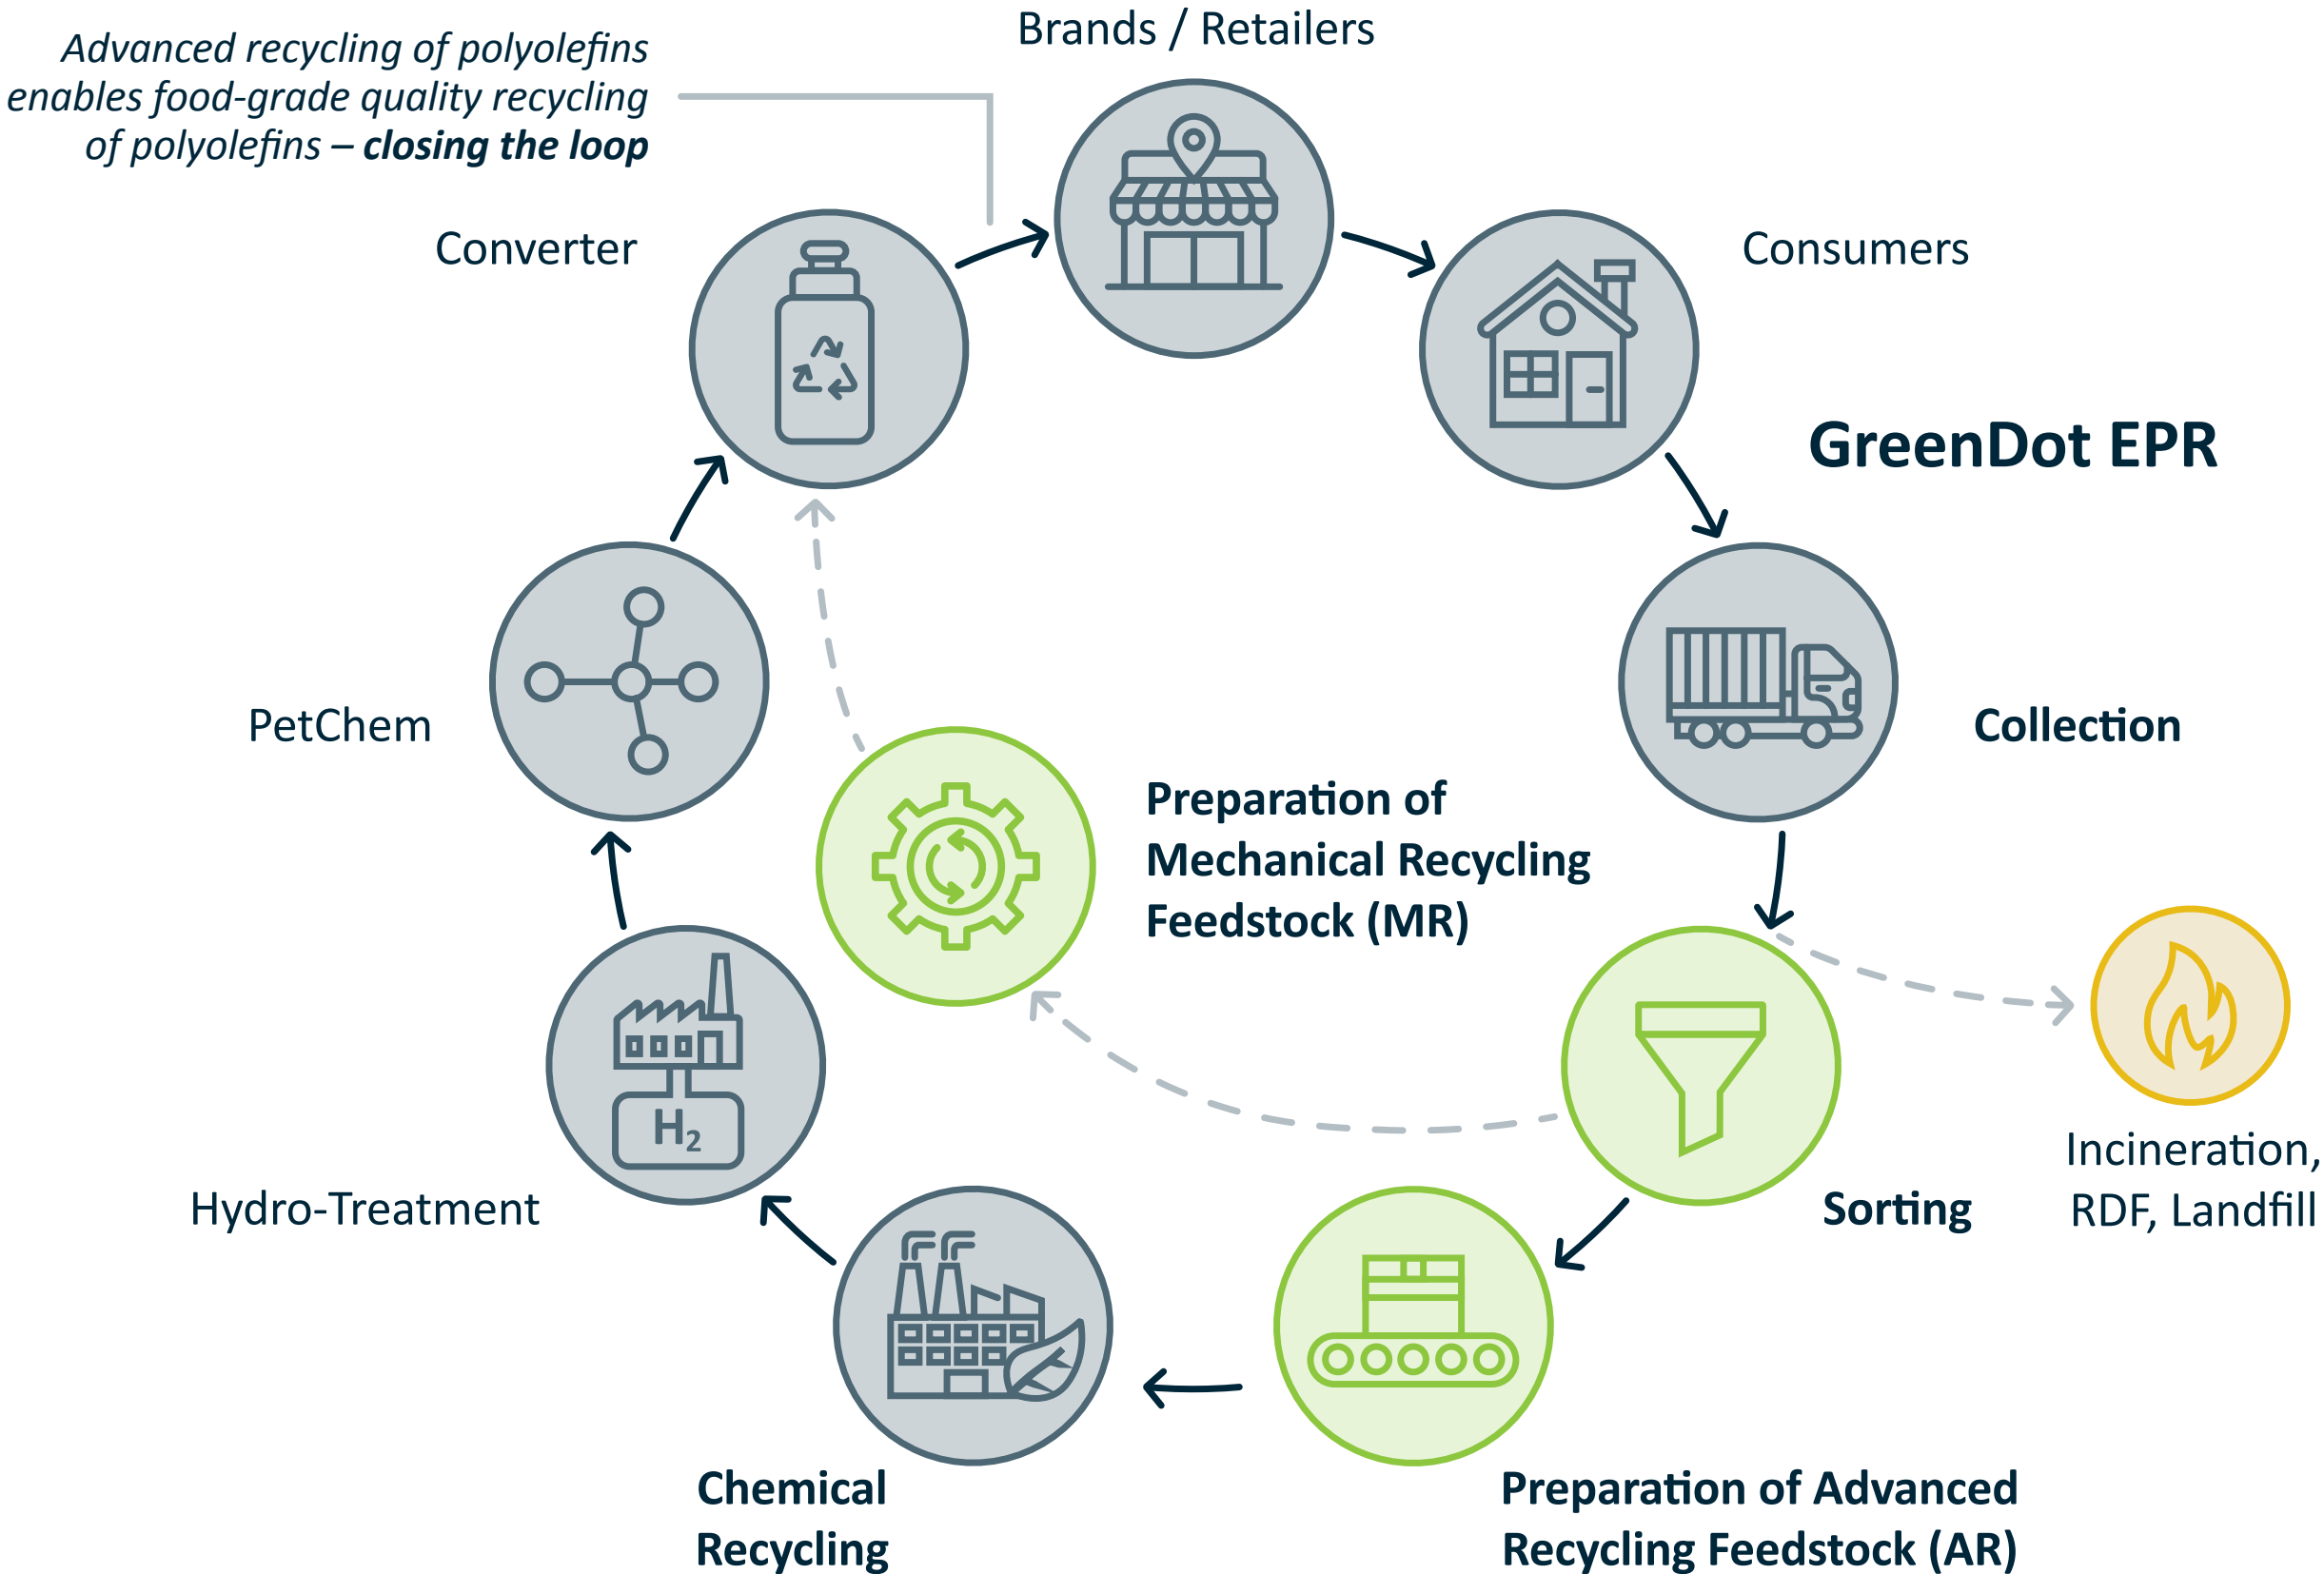 Advanced recycling of polyolefins
enables food-grade quality recycling
of polyolefins – closing the loop
Brands / Retailers
Converter
Consumers
GreenDot EPR
PetChem
Collection
Preparation of
Mechanical Recycling
Feedstock (MR)
H2
Hydro-Treatment
Sorting
Incineration,
RDF, Landfill
Chemical
Recycling
Preparation of Advanced
Recycling Feedstock (AR)